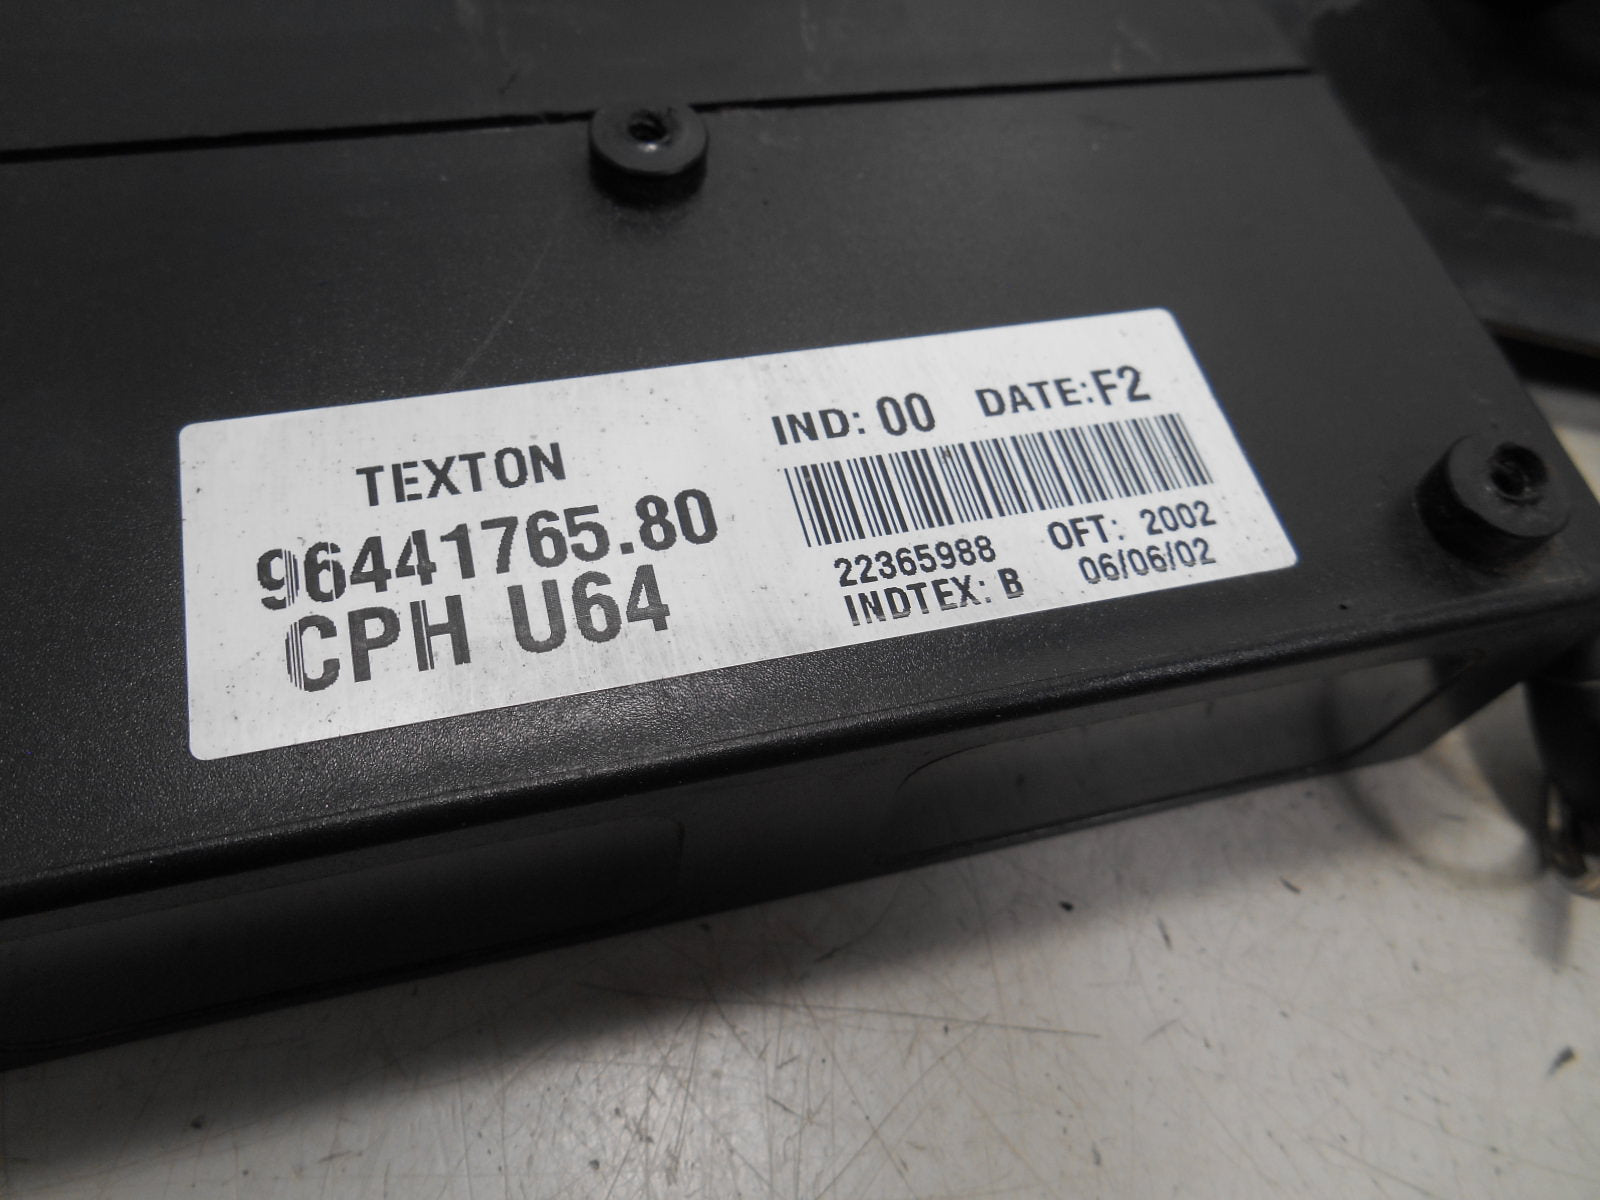 TEXTON
96441765.80
CPH U64
IND: 00 DATE:F2
22365988 OFT: 2002
INDTEX: B 06/06/02